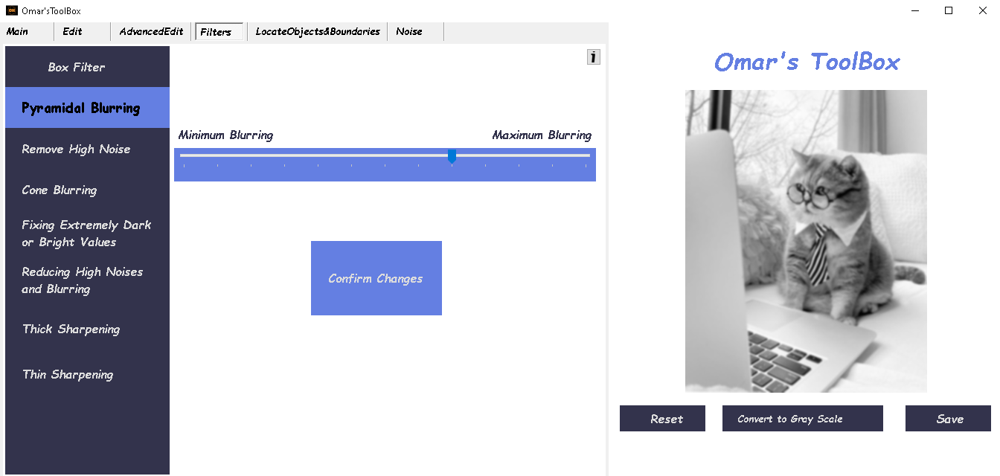 Omar'sToolBox
Main Edit AdvancedEdit Filters LocateObjects&Boundaries Noise
Box Filter
Pyramidal Blurring
Remove High Noise
Cone Blurring
Fixing Extremely Dark
or Bright Values
Reducing High Noises
and Blurring
Thick Sharpening
Thin Sharpening
i
Minimum Blurring Maximum Blurring
Confirm Changes
Omar's ToolBox
Reset Convert to Gray Scale Save